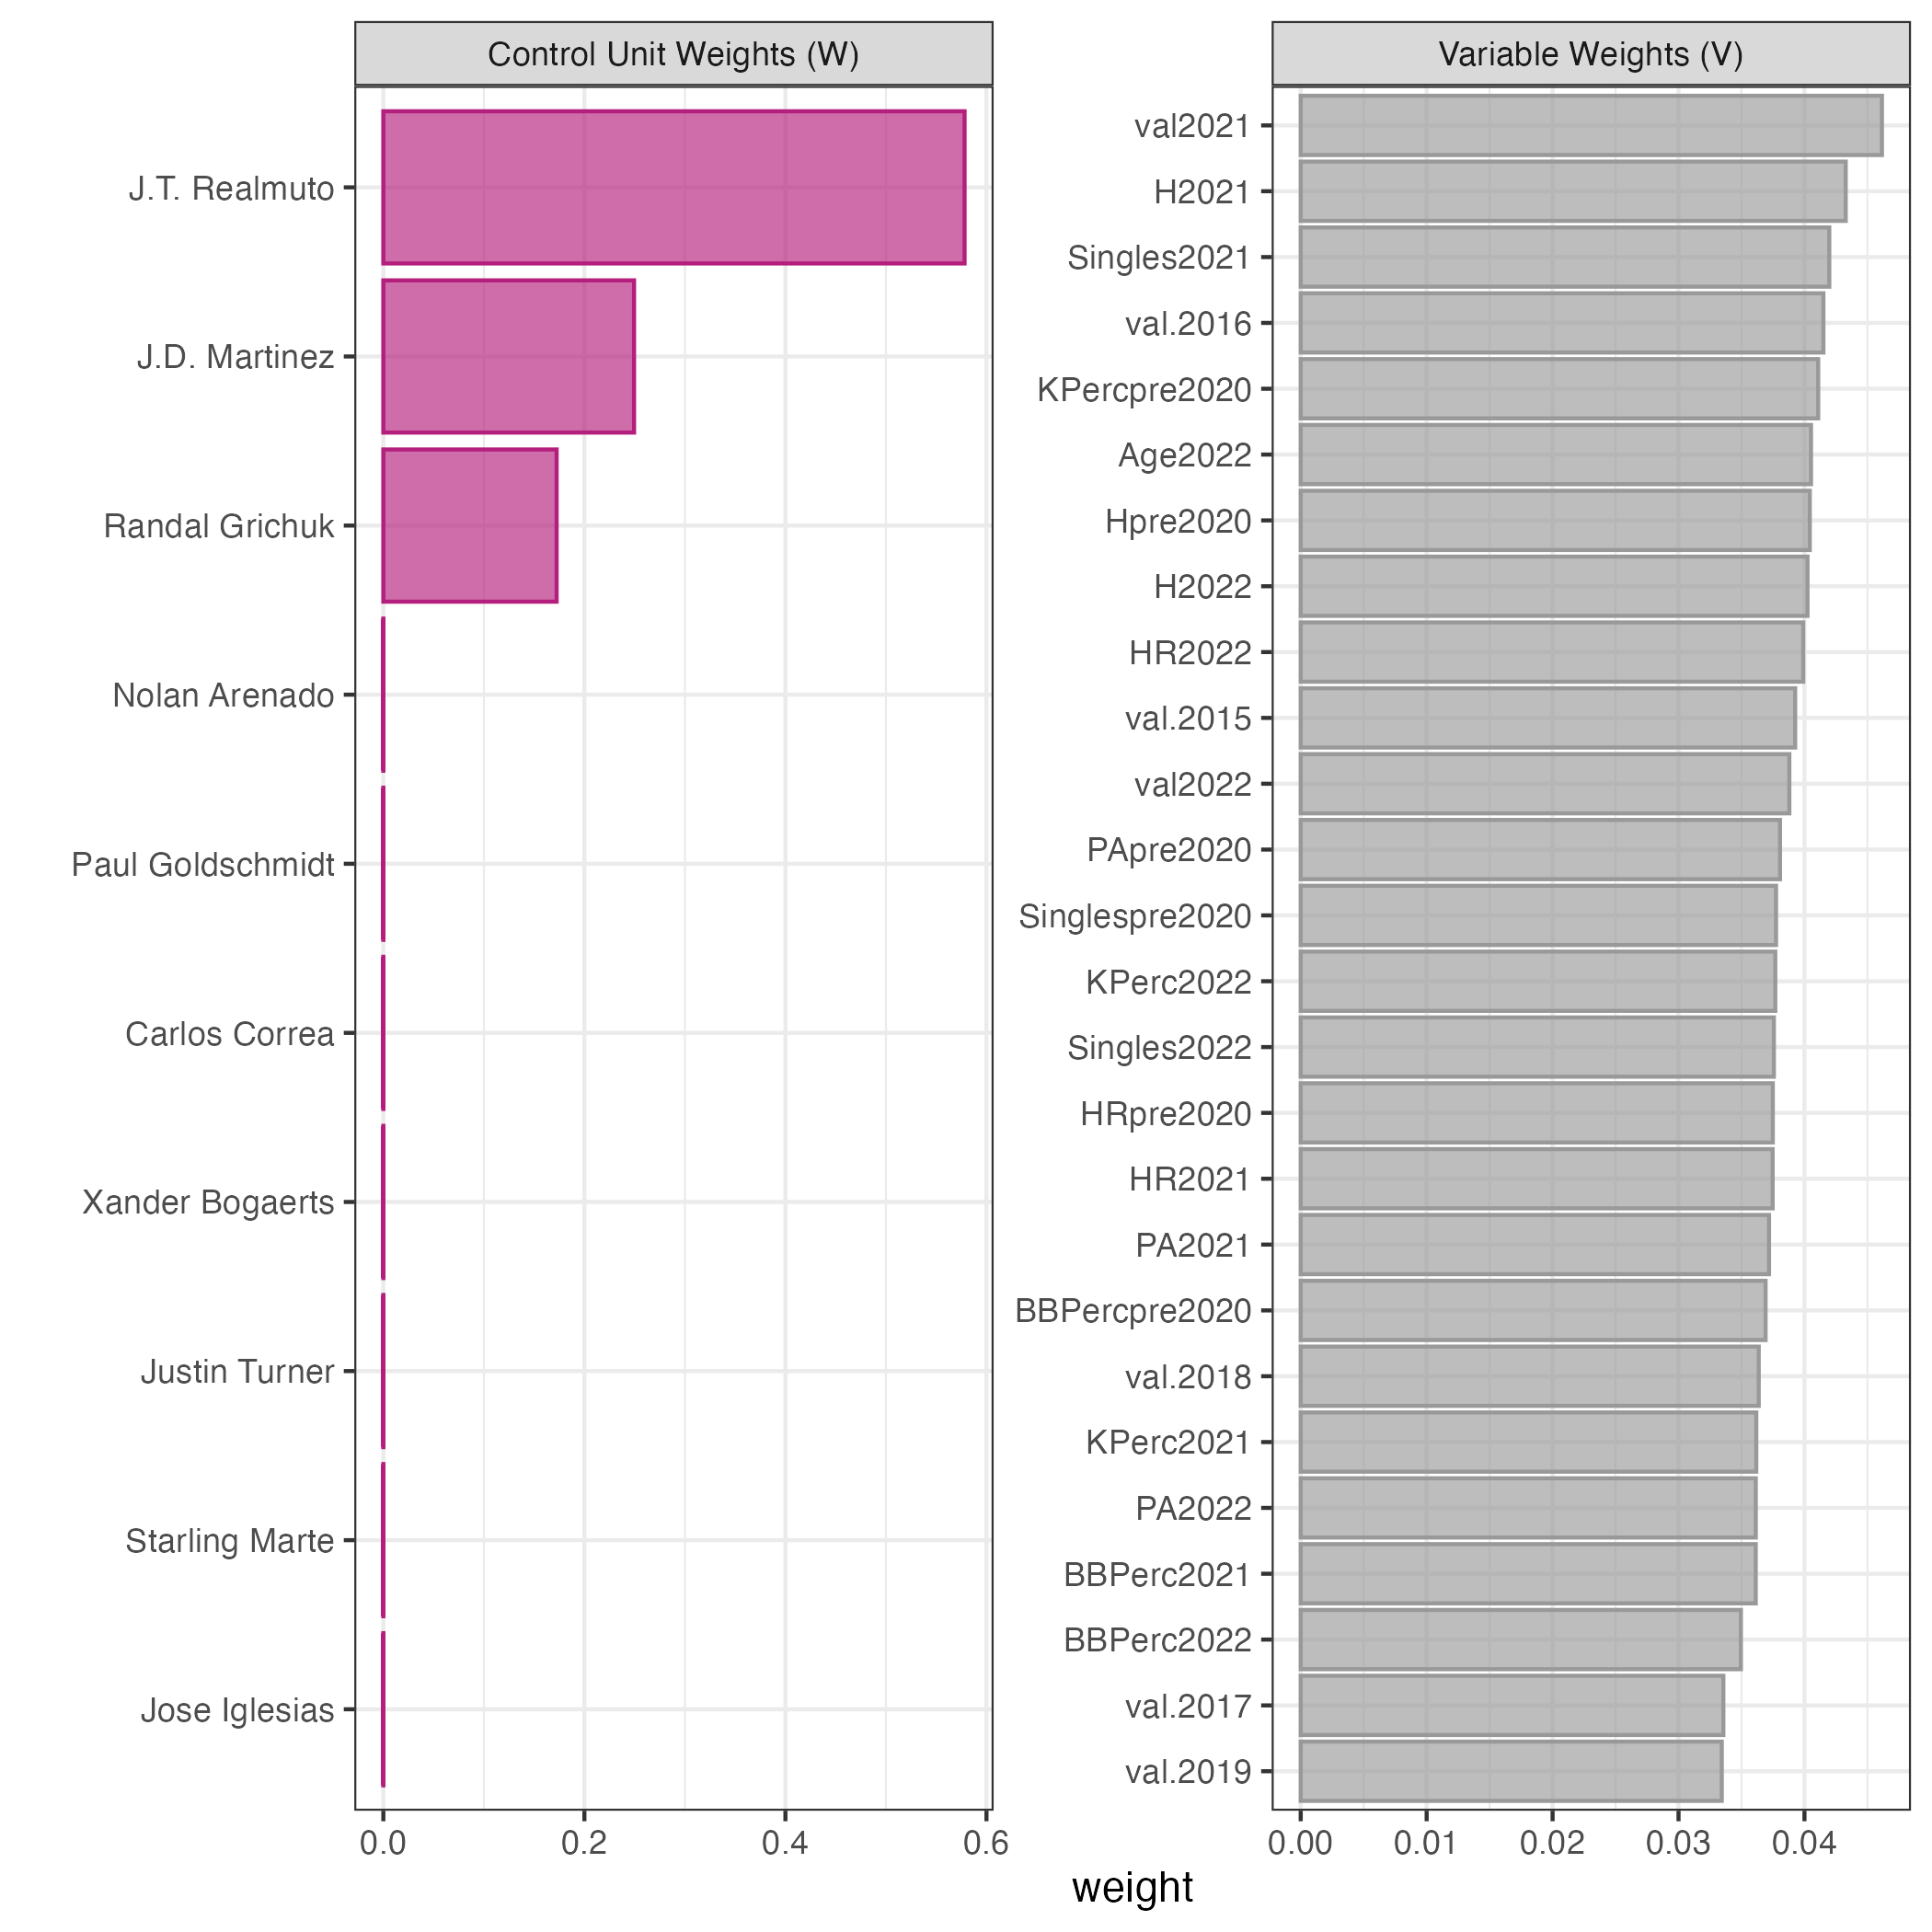 Control Unit Weights (W)
J.T. Realmuto
J.D. Martinez
Randal Grichuk
Nolan Arenado
Paul Goldschmidt
Carlos Correa
Xander Bogaerts
Justin Turner
Starling Marte
Jose Iglesias
0.0 0.2 0.4 0.6
Variable Weights (V)
val2021
H2021
Singles2021
val.2016
KPercpre2020
Age2022
Hpre2020
H2022
HR2022
val.2015
val2022
PApre2020
Singlespre2020
KPerc2022
Singles2022
HRpre2020
HR2021
PA2021
BBPercpre2020
val.2018
KPerc2021
PA2022
BBPerc2021
BBPerc2022
val.2017
val.2019
0.00 0.01 0.02 0.03 0.04
weight